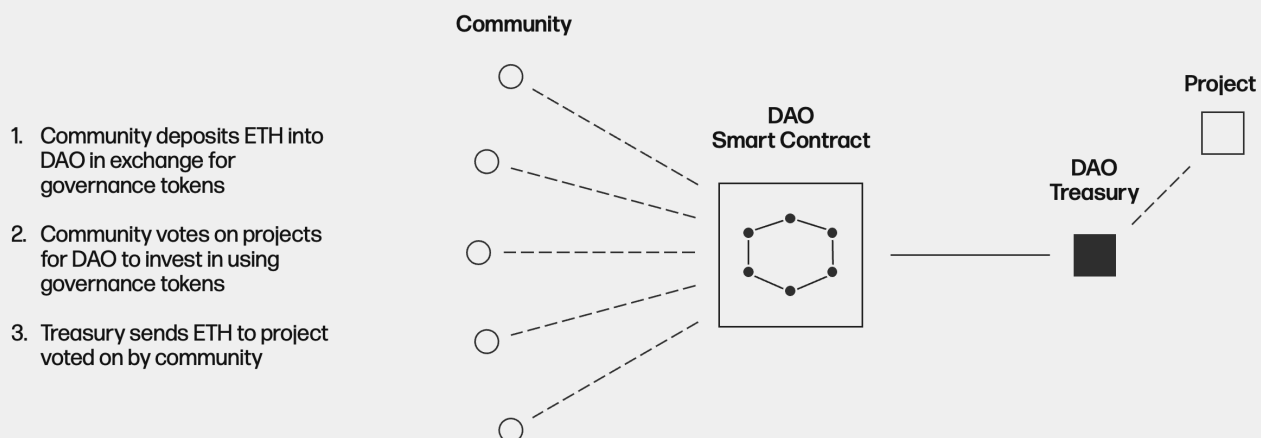 Community
Project
DAO
Smart Contract
DAO
Treasury
1. Community deposits ETH into
DAO in exchange for
governance tokens
2. Community votes on projects
for DAO to invest in using
governance tokens
3. Treasury sends ETH to project
voted on by community